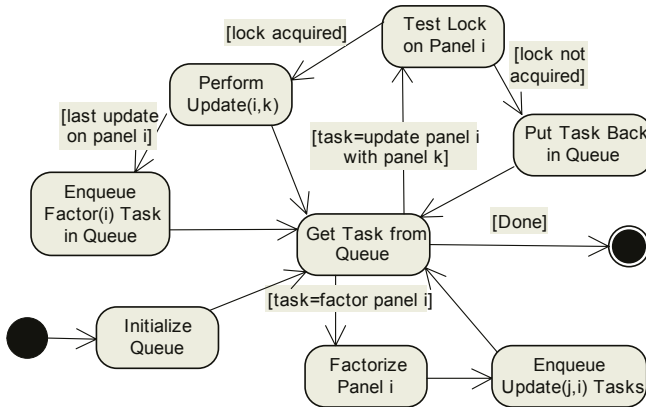 Test Lock
on Panel i
[lock acquired]
[lock not
acquired]
Perform
Update(i,k)
[last update
on panel i]
[task=update panel i
with panel k]
Put Task Back
in Queue
Enqueue
Factor(i) Task
in Queue
Get Task from
Queue
[Done]
[task=factor panel i]
Initialize
Queue
Factorize
Panel i
Enqueue
Update(j,i) Tasks